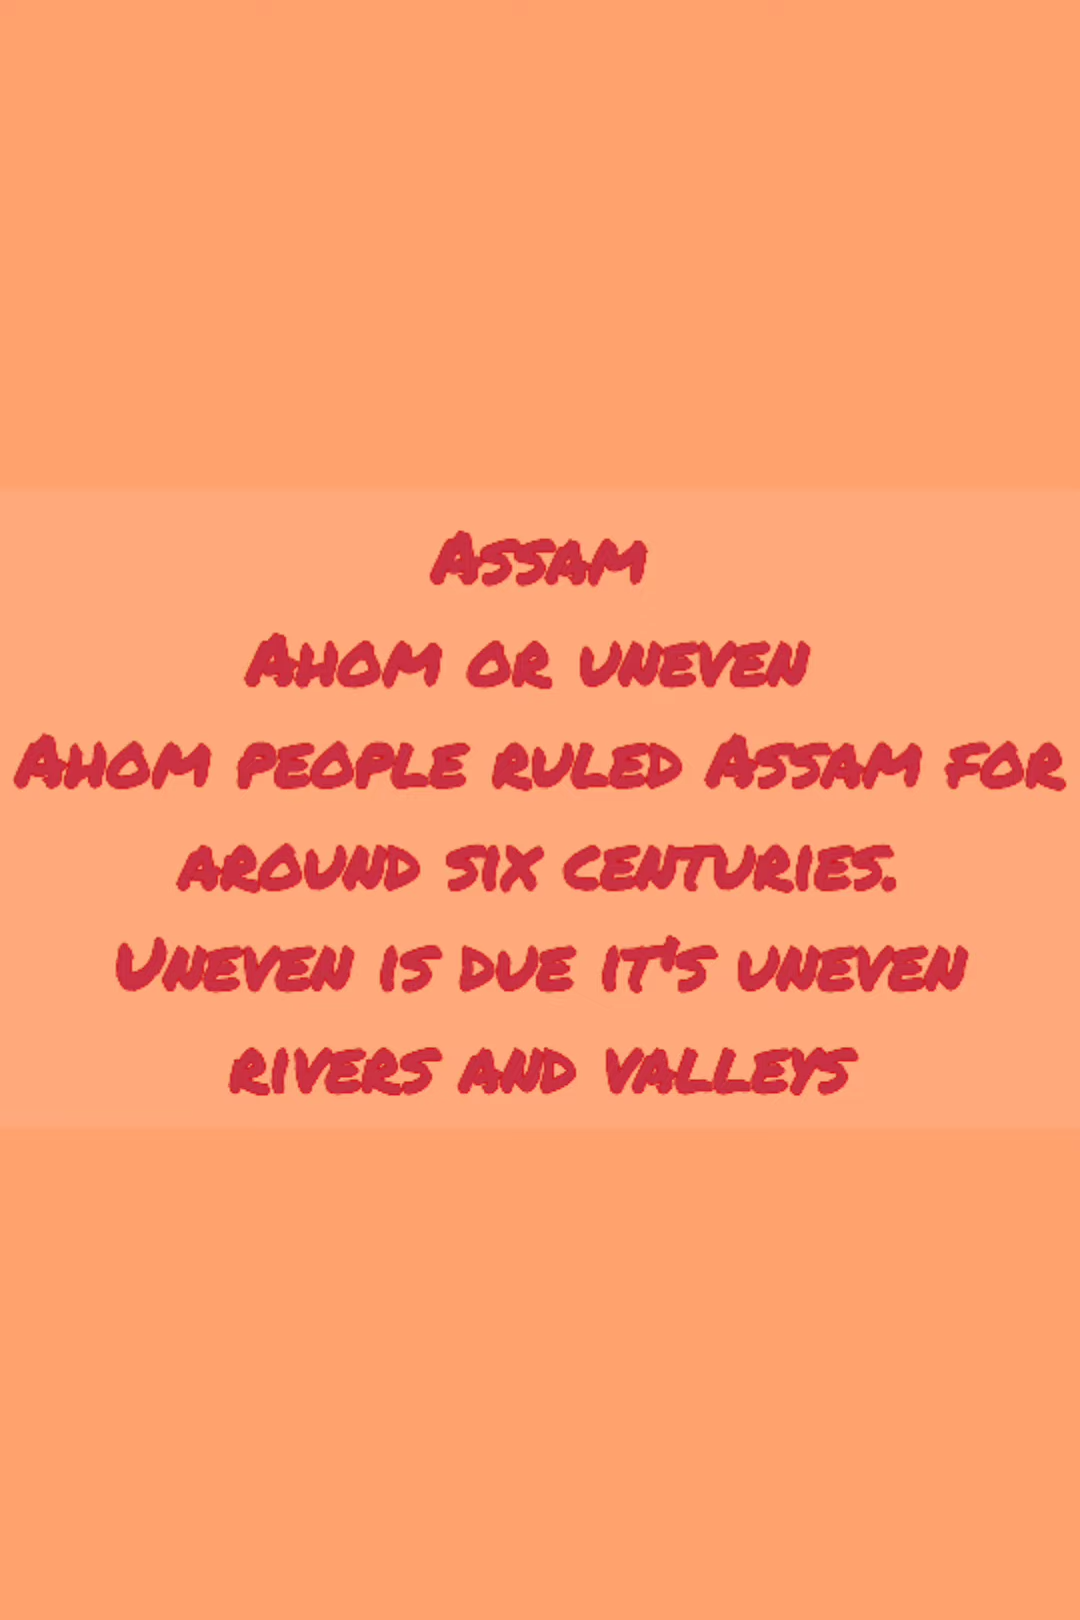 Assam
Ahom or uneven
Ahom people ruled Assam for
around six centuries.
Uneven is due it's uneven
rivers and valleys